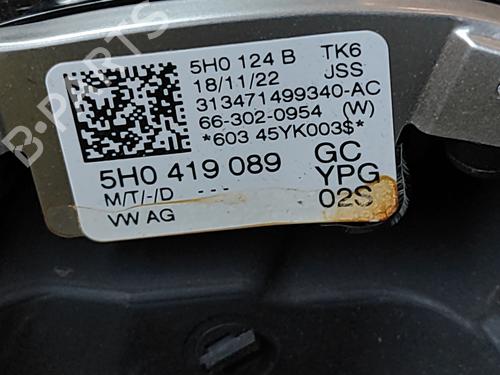 5H0 124 B TK6
18/11/22 JSS
313471499340-AC
66-302-0954 (W)
*603 45YK003$*
5H0 419 089 GC
M/T/-/D --- YPG
VW AG 02S